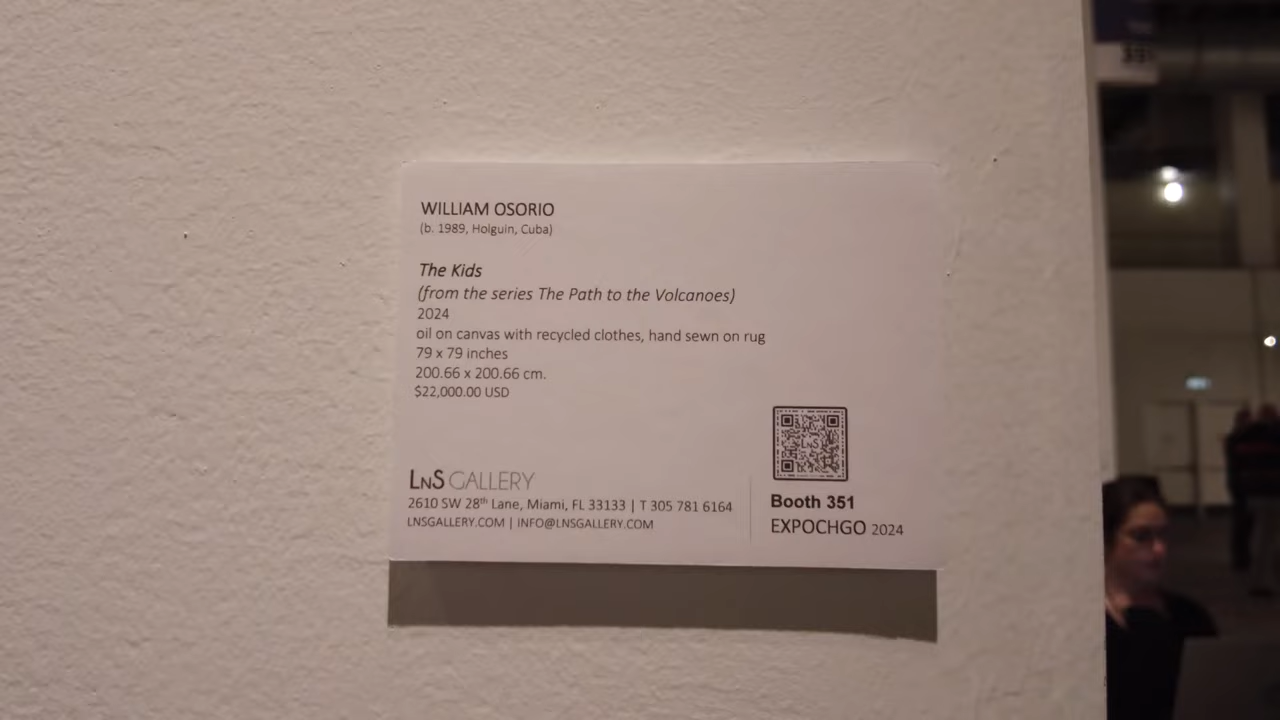 WILLIAM OSORIO
(b. 1989, Holguin, Cuba)
The Kids
(from the series The Path to the Volcanoes)
2024
oil on canvas with recycled clothes, hand sewn on rug
79 x 79 inches
200.66 x 200.66 cm.
$22,000.00 USD
LNS GALLERY
2610 SW 28th Lane, Miami, FL 33133 | T 305 781 6164
LNSGALLERY.COM | INFO@LNSGALLERY.COM
LNS
Booth 351
EXPOCHGO 2024